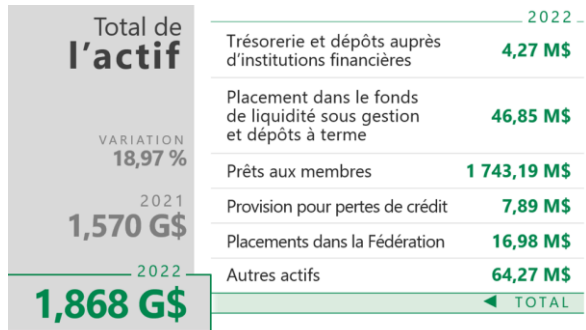 Total de
l'actif
VARIATION
18,97 %
2021
1,570 G$
2022
1,868 G$
2022
Trésorerie et dépôts auprès
d'institutions financières
4,27 M$
Placement dans le fonds
de liquidité sous gestion
et dépôts à terme
46,85 M$
Prêts aux membres
1 743,19 M$
Provision pour pertes de crédit
7,89 M$
Placements dans la Fédération
16,98 M$
Autres actifs
64,27 M$
◄ TOTAL